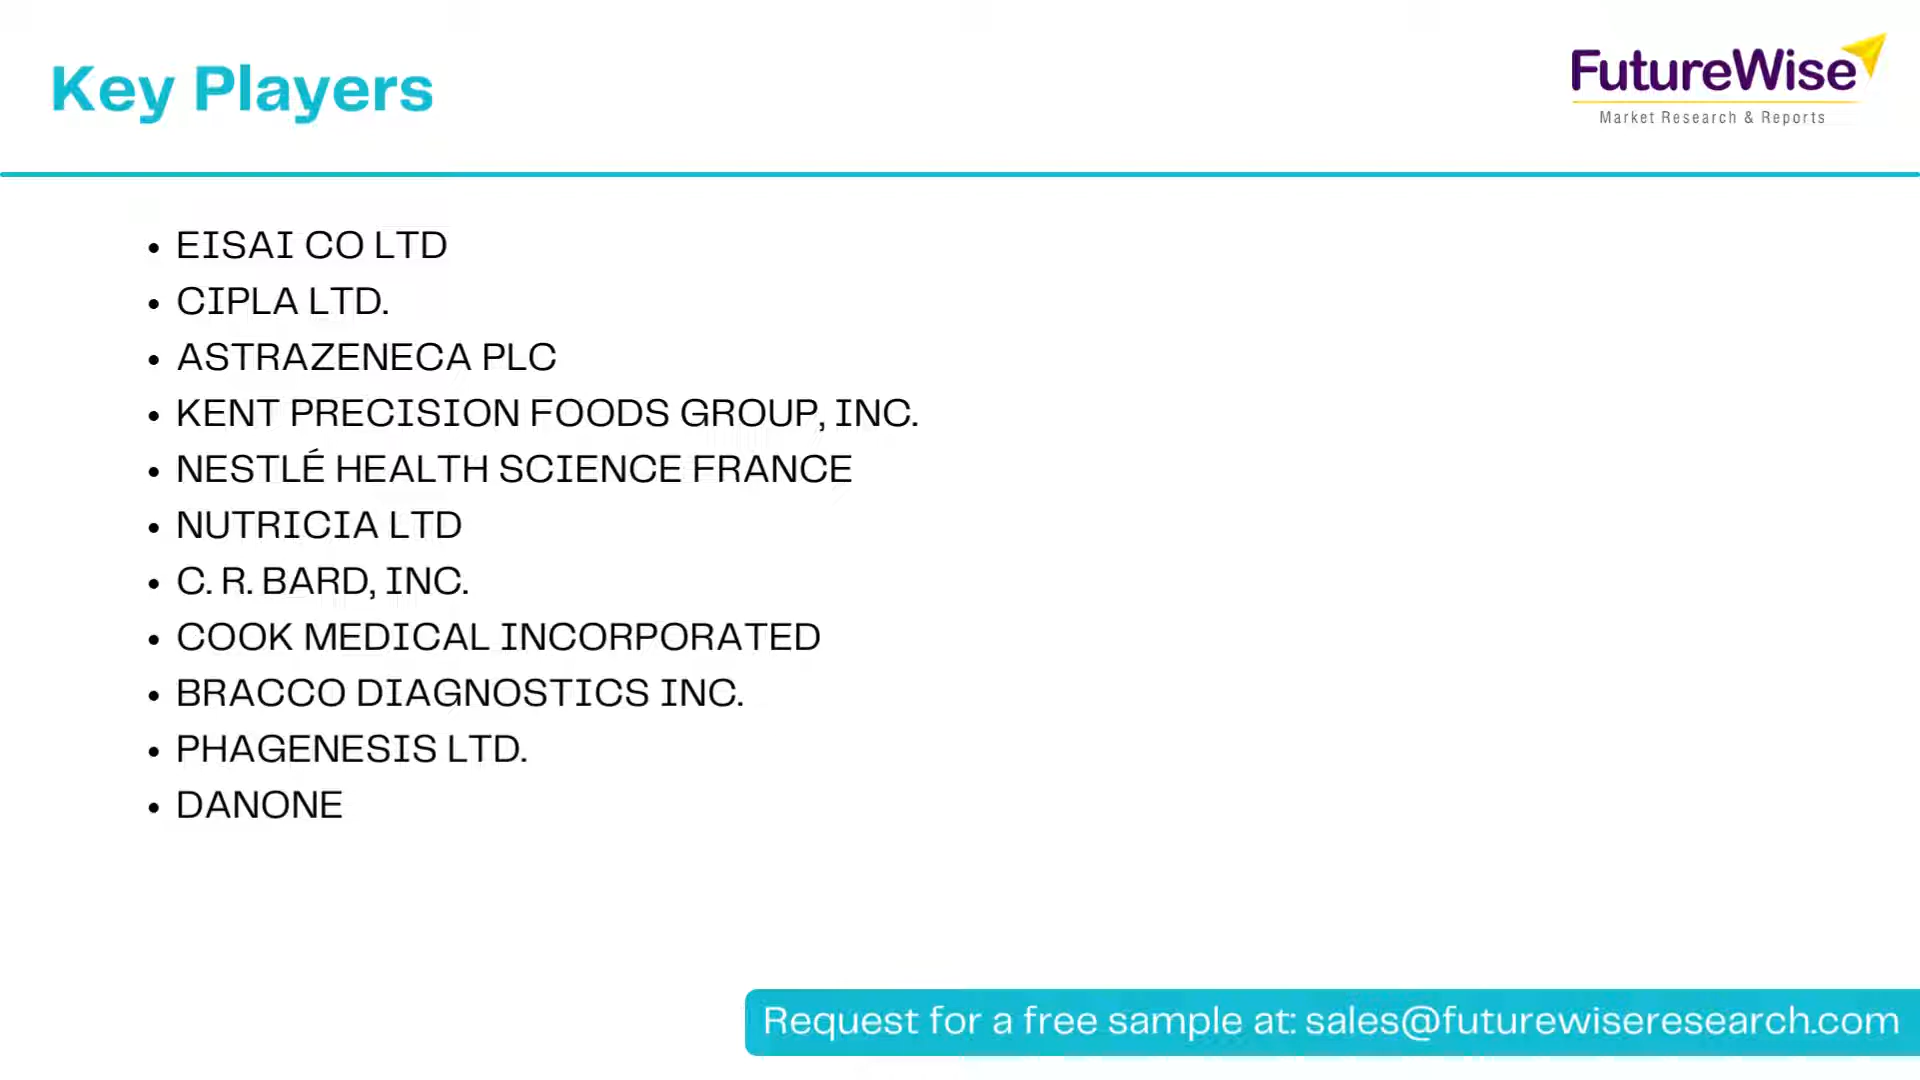 Key Players
FutureWise
Market Research & Reports
• EISAI CO LTD
• CIPLA LTD.
• ASTRAZENECA PLC
• KENT PRECISION FOODS GROUP, INC.
• NESTLÉ HEALTH SCIENCE FRANCE
• NUTRICIA LTD
• C. R. BARD, INC.
• COOK MEDICAL INCORPORATED
• BRACCO DIAGNOSTICS INC.
• PHAGENESIS LTD.
• DANONE
Request for a free sample at: sales@futurewiseresearch.com